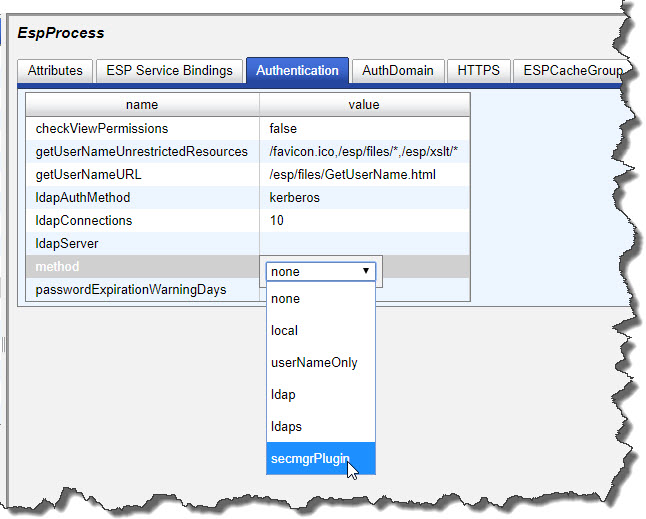 EspProcess
Attributes ESP Service Bindings Authentication AuthDomain HTTPS ESPCacheGroup
name value
checkViewPermissions false
getUserNameUnrestrictedResources /favicon.ico,/esp/files/*,/esp/xslt/*
getUserNameURL /esp/files/GetUserName.html
ldapAuthMethod kerberos
ldapConnections 10
ldapServer
method none
passwordExpirationWarningDays
none
local
userNameOnly
ldap
ldaps
secmgrPlugin